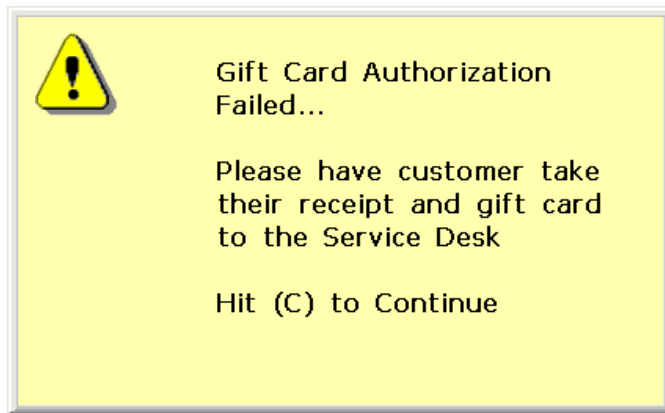 Gift Card Authorization
Failed...
Please have customer take
their receipt and gift card
to the Service Desk
Hit (C) to Continue